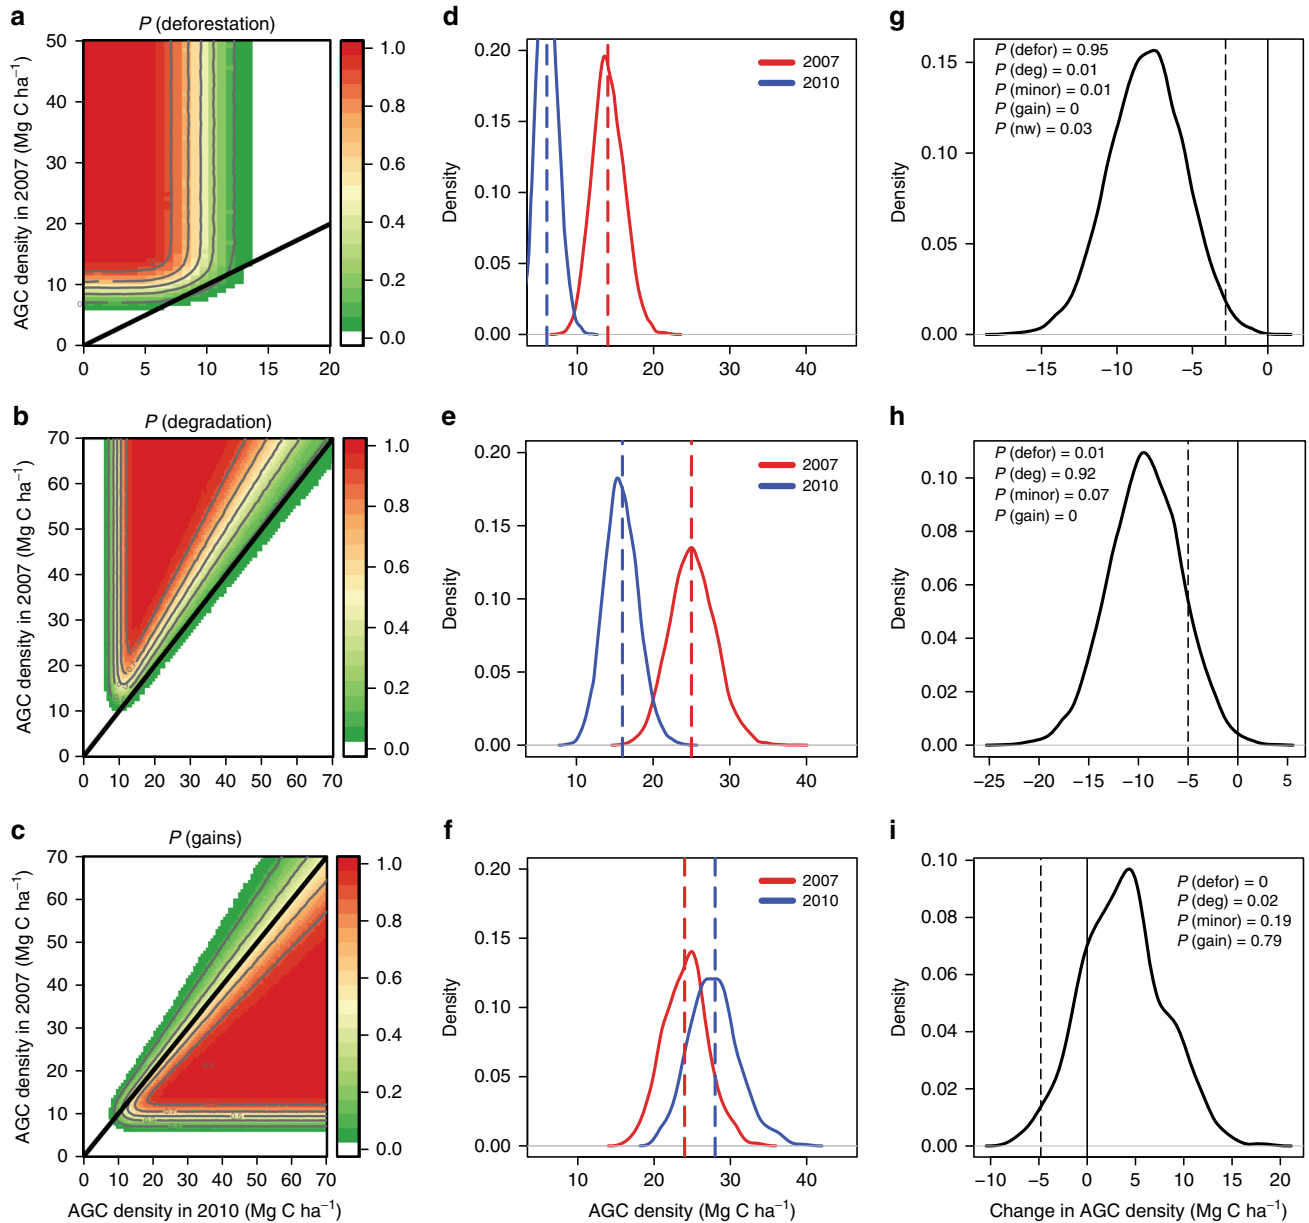 a
P (deforestation)
AGC density in 2007 (Mg C ha⁻¹)
50
40
30
20
10
0
0 5 10 15 20
1.0
0.8
0.6
0.4
0.2
0.0
d
Density
0.20
0.15
0.10
0.05
0.00
10 20 30 40
2007
2010
g
Density
0.15
0.10
0.05
0.00
−15 −10 −5 0
P (defor) = 0.95
P (deg) = 0.01
P (minor) = 0.01
P (gain) = 0
P (nw) = 0.03
b
P (degradation)
AGC density in 2007 (Mg C ha⁻¹)
70
60
50
40
30
20
10
0
0 10 20 30 40 50 60 70
1.0
0.8
0.6
0.4
0.2
0.0
e
Density
0.20
0.15
0.10
0.05
0.00
10 20 30 40
2007
2010
h
Density
0.10
0.08
0.06
0.04
0.02
0.00
−25 −20 −15 −10 −5 0 5
P (defor) = 0.01
P (deg) = 0.92
P (minor) = 0.07
P (gain) = 0
c
P (gains)
AGC density in 2007 (Mg C ha⁻¹)
70
60
50
40
30
20
10
0
0 10 20 30 40 50 60 70
AGC density in 2010 (Mg C ha⁻¹)
1.0
0.8
0.6
0.4
0.2
0.0
f
Density
0.20
0.15
0.10
0.05
0.00
10 20 30 40
AGC density (Mg C ha⁻¹)
2007
2010
i
Density
0.10
0.08
0.06
0.04
0.02
0.00
−10 −5 0 5 10 15 20
Change in AGC density (Mg C ha⁻¹)
P (defor) = 0
P (deg) = 0.02
P (minor) = 0.19
P (gain) = 0.79